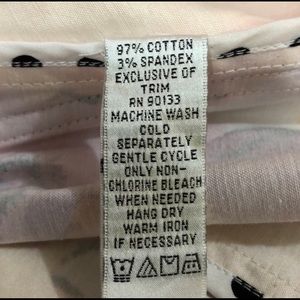 97% COTTON
3% SPANDEX
EXCLUSIVE OF
TRIM
RN 90133
MACHINE WASH
COLD
SEPARATELY
GENTLE CYCLE
ONLY NON-
CHLORINE BLEACH
WHEN NEEDED
HANG DRY
WARM IRON
IF NECESSARY